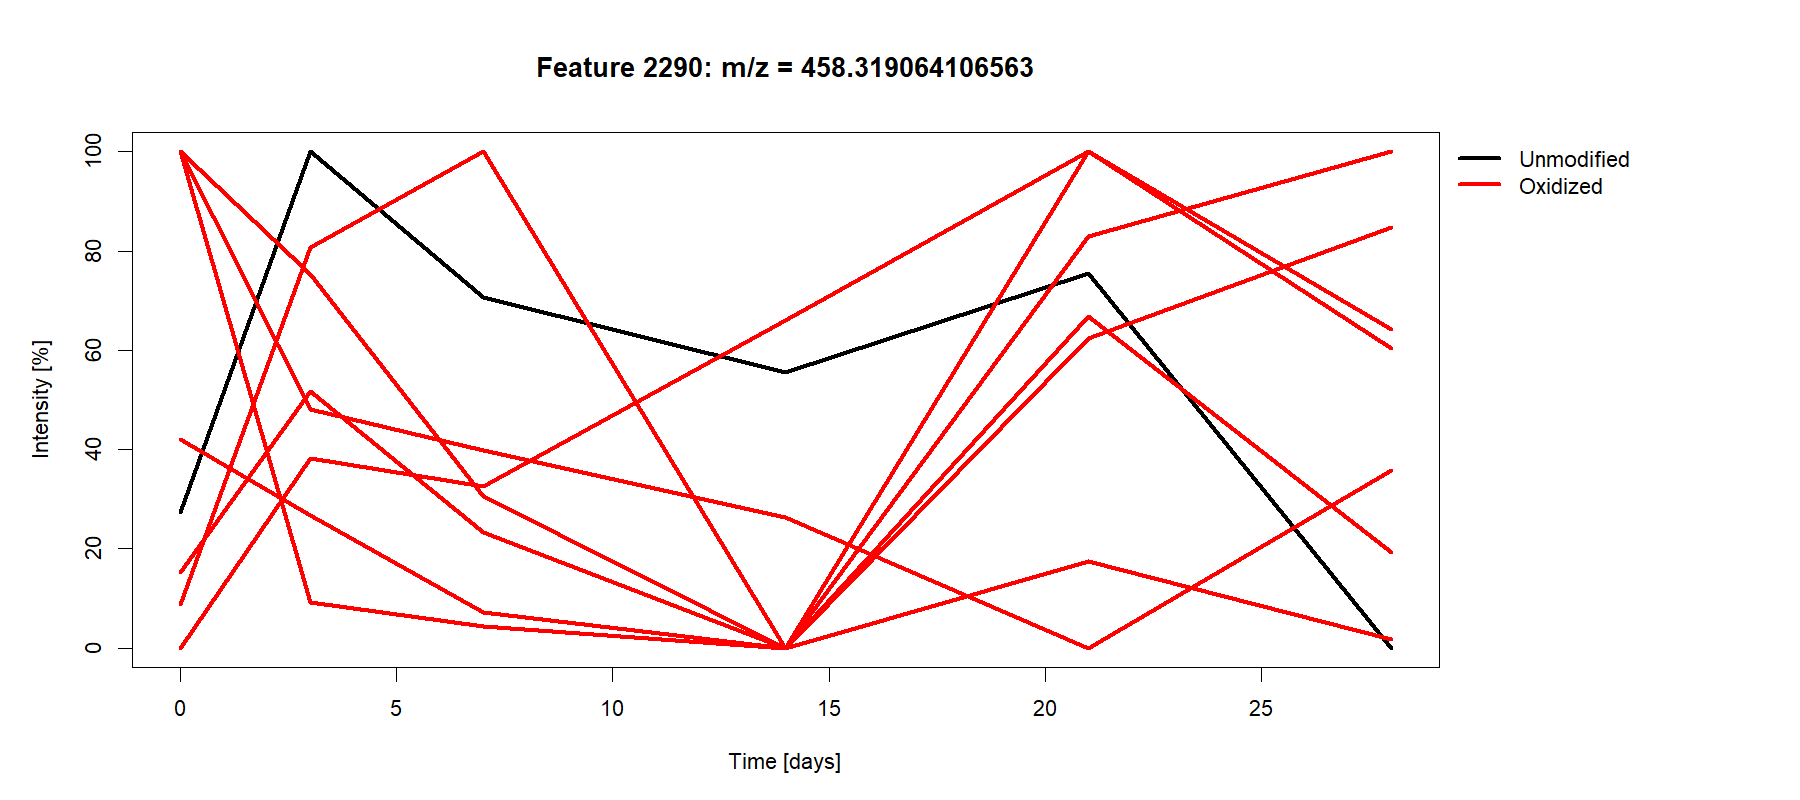 Feature 2290: m/z = 458.319064106563
Unmodified
Oxidized
Intensity [%]
100
80
60
40
20
0
0 5 10 15 20 25
Time [days]